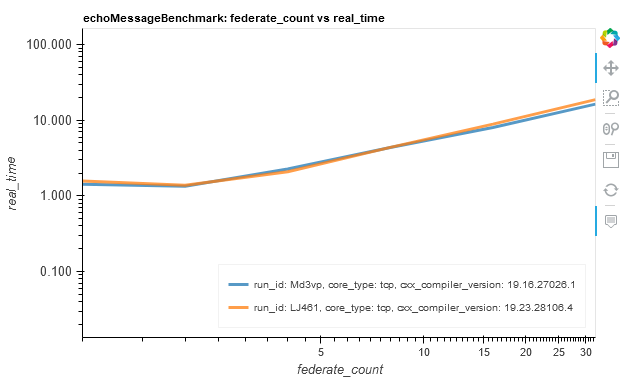 echoMessageBenchmark: federate_count vs real_time
100.000
10.000
1.000
0.100
real_time
run_id: Md3vp, core_type: tcp, cxx_compiler_version: 19.16.27026.1
run_id: LJ461, core_type: tcp, cxx_compiler_version: 19.23.28106.4
5 10 15 20 25 30
federate_count